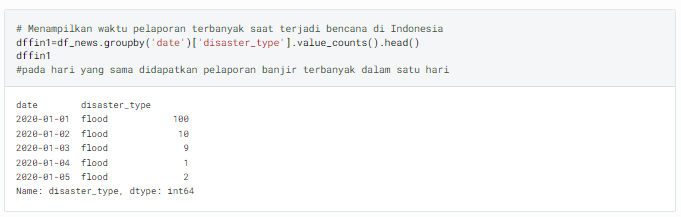 # Menampilkan waktu pelaporan terbanyak saat terjadi bencana di Indonesia
dffin1=df_news.groupby('date')['disaster_type'].value_counts().head()
dffin1
#pada hari yang sama didapatkan pelaporan banjir terbanyak dalam satu hari
date disaster_type
2020-01-01 flood 100
2020-01-02 flood 10
2020-01-03 flood 9
2020-01-04 flood 1
2020-01-05 flood 2
Name: disaster_type, dtype: int64